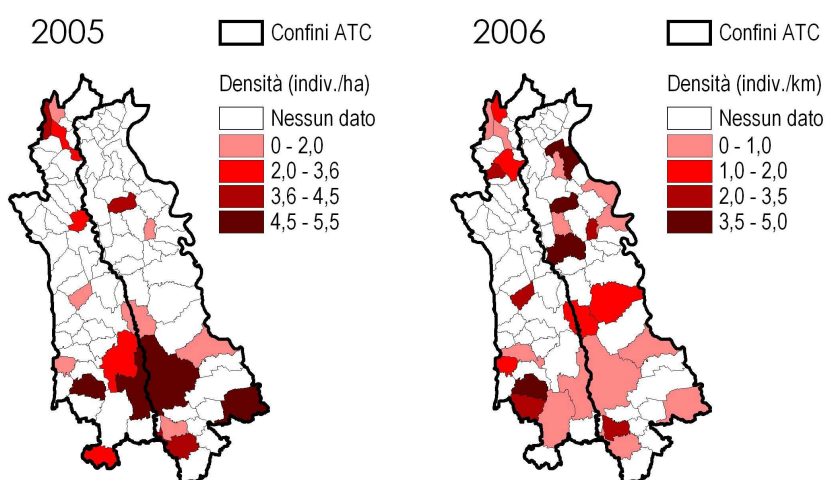 2005
Confini ATC
Densità (indiv./ha)
Nessun dato
0 - 2,0
2,0 - 3,6
3,6 - 4,5
4,5 - 5,5
2006
Confini ATC
Densità (indiv./km)
Nessun dato
0 - 1,0
1,0 - 2,0
2,0 - 3,5
3,5 - 5,0